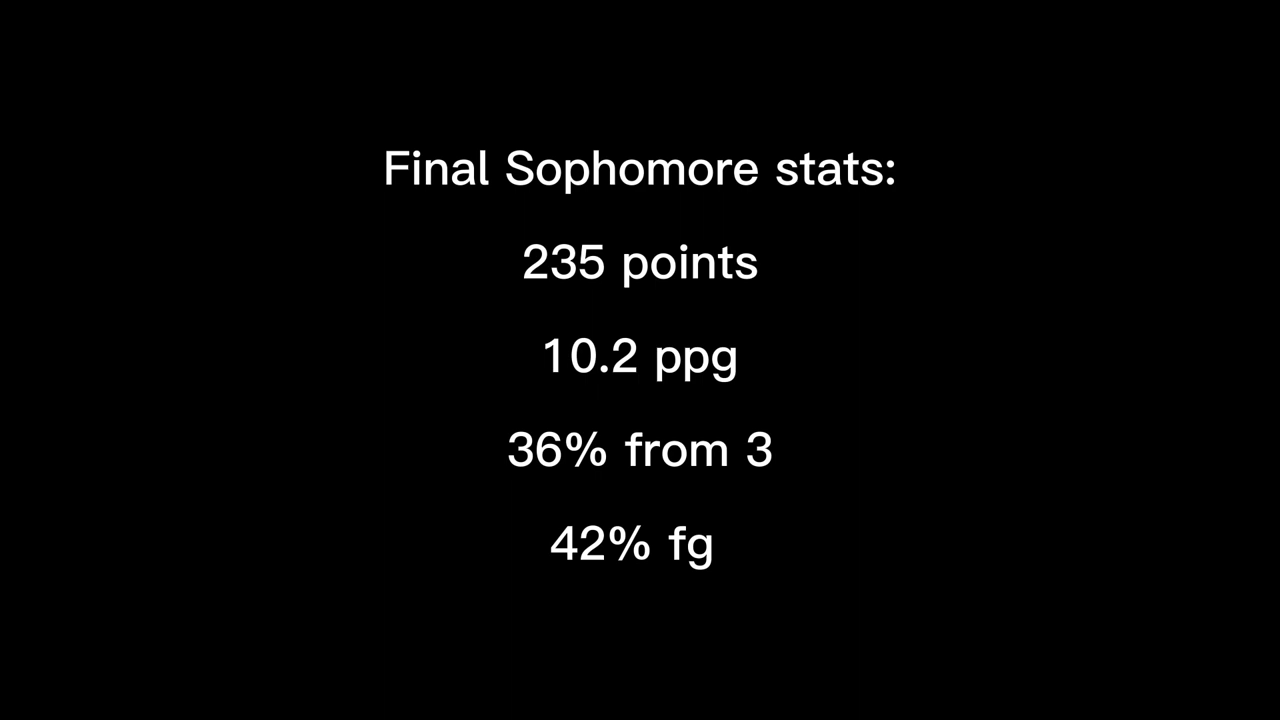 Final Sophomore stats:
235 points
10.2 ppg
36% from 3
42% fg